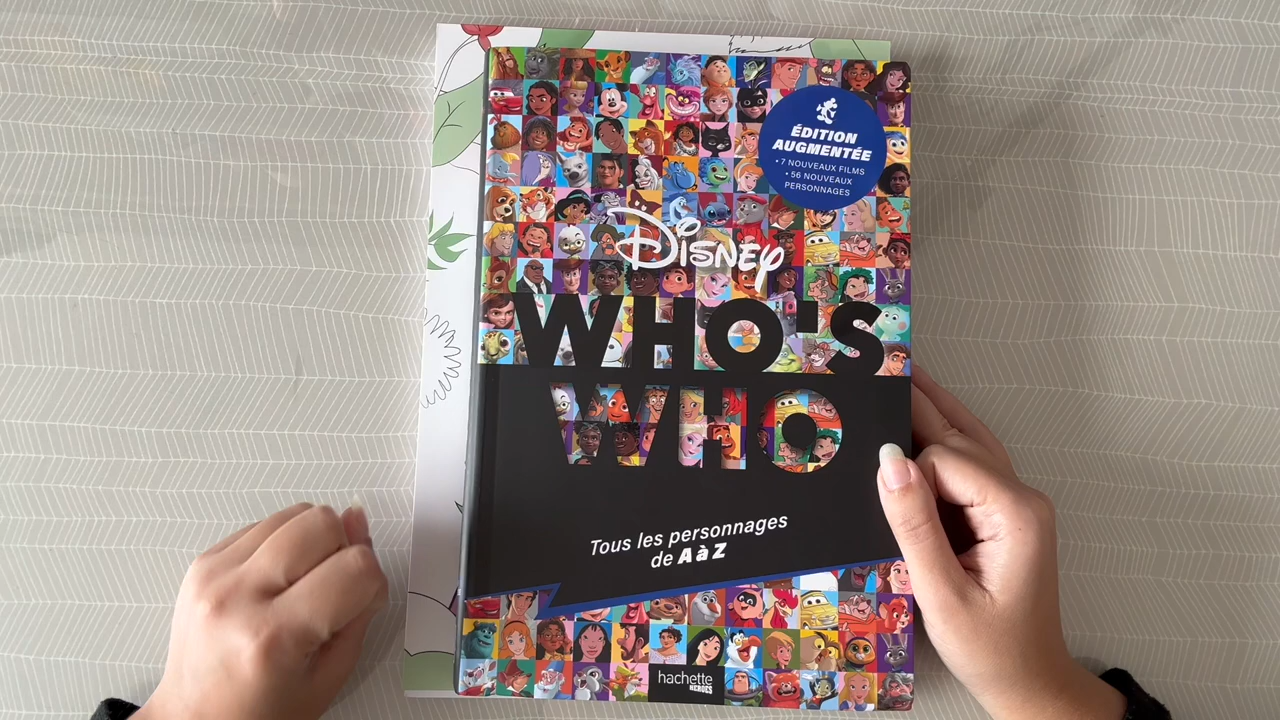 ÉDITION
AUGMENTÉE
• 7 NOUVEAUX FILMS
• 56 NOUVEAUX
PERSONNAGES
Disney
WHO'S
WHO
Tous les personnages
de A à Z
hachette
HEROES